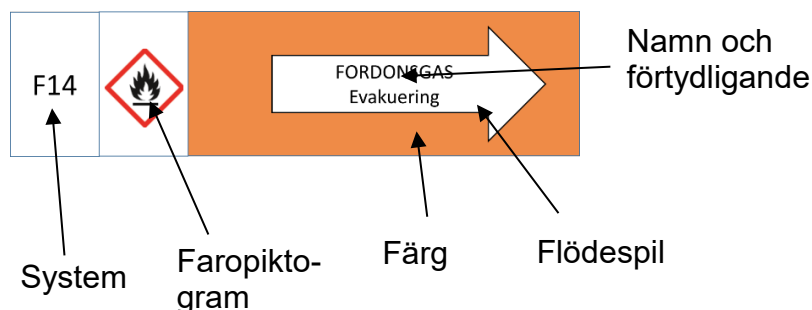 F14
FORDONSGAS
Evakuering
Namn och
förtydligande
System
Faropikto-
gram
Färg
Flödespil